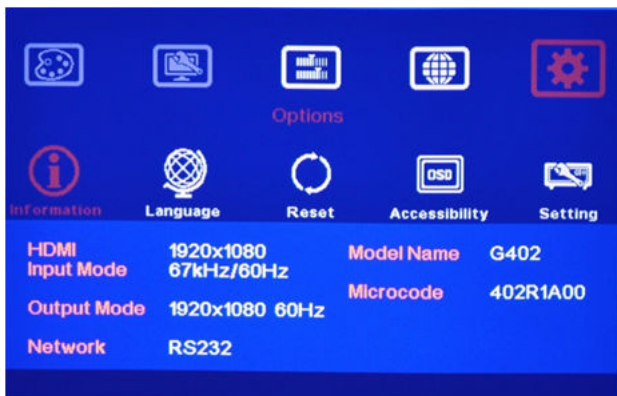 Options
Information Language Reset OSD Accessibility Setting
HDMI 1920x1080 Model Name G402
Input Mode 67kHz/60Hz
Microcode 402R1A00
Output Mode 1920x1080 60Hz
Network RS232